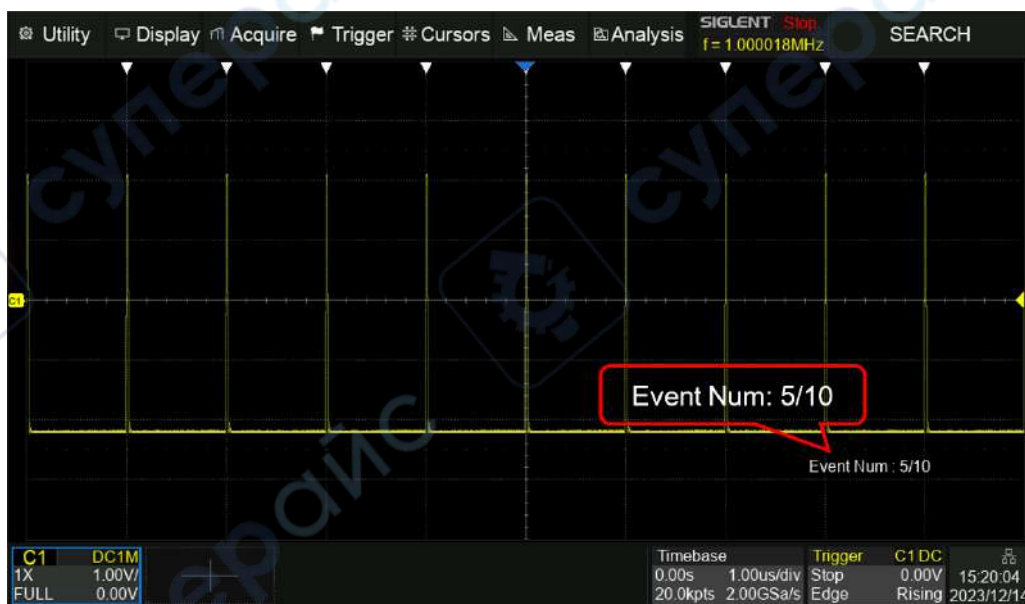 Utility Display Acquire Trigger Cursors Meas Analysis SIGLENT Stop SEARCH
f = 1.000018MHz
C1
Event Num: 5/10
Event Num : 5/10
C1 DC1M Timebase Trigger C1 DC
1X 1.00V/ 0.00s 1.00us/div Stop 0.00V 15:20:04
FULL 0.00V 20.0kpts 2.00GSa/s Edge Rising 2023/12/14
суперайс
супер